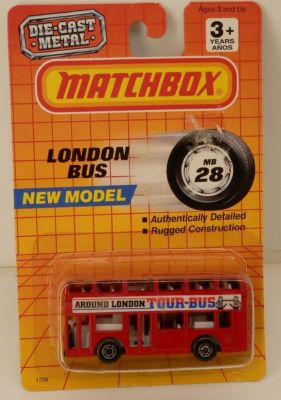 DIE-CAST
METAL
Ages 3 and Up
3+
YEARS
AÑOS
MATCHBOX
®
LONDON
BUS
NEW MODEL
MB
28
Authentically Detailed
Rugged Construction
AROUND LONDON TOUR-BUS
1726